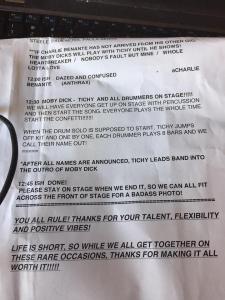 **IF CHARLIE BENANTE HAS NOT ARRIVED FROM HIS OTHER GIG
THE MOBY DICKS WILL PLAY WITH TICHY UNTIL HE SHOWS!
HEARTBREAKER / NOBODY'S FAULT BUT MINE / WHOLE
LOTTA LOVE
12:20 ISH DAZED AND CONFUSED #CHARLIE
BENANTE (ANTHRAX)
12:30 MOBY DICK - TICHY AND ALL DRUMMERS ON STAGE!!!!!
WE WILL HAVE EVERYONE GET UP ON STAGE WITH PERCUSSION
AND THEN START THE SONG. EVERYONE PLAYS THE WHOLE TIME.
START THE CONFETTI!!!!!
WHEN THE DRUM SOLO IS SUPPOSED TO START, TICHY JUMPS
OFF KIT AND ONE BY ONE, EACH DRUMMER PLAYS 8 BARS AND WE
CALL THEIR NAME OUT!
*AFTER ALL NAMES ARE ANNOUNCED, TICHY LEADS BAND INTO
THE OUTRO OF MOBY DICK
12:45 ISH DONE!
PLEASE STAY ON STAGE WHEN WE END IT, SO WE CAN ALL FIT
ACROSS THE FRONT OF STAGE FOR A BADASS PHOTO!
YOU ALL RULE! THANKS FOR YOUR TALENT, FLEXIBILITY
AND POSITIVE VIBES!
LIFE IS SHORT, SO WHILE WE ALL GET TOGETHER ON
THESE RARE OCCASIONS, THANKS FOR MAKING IT ALL
WORTH IT!!!!!